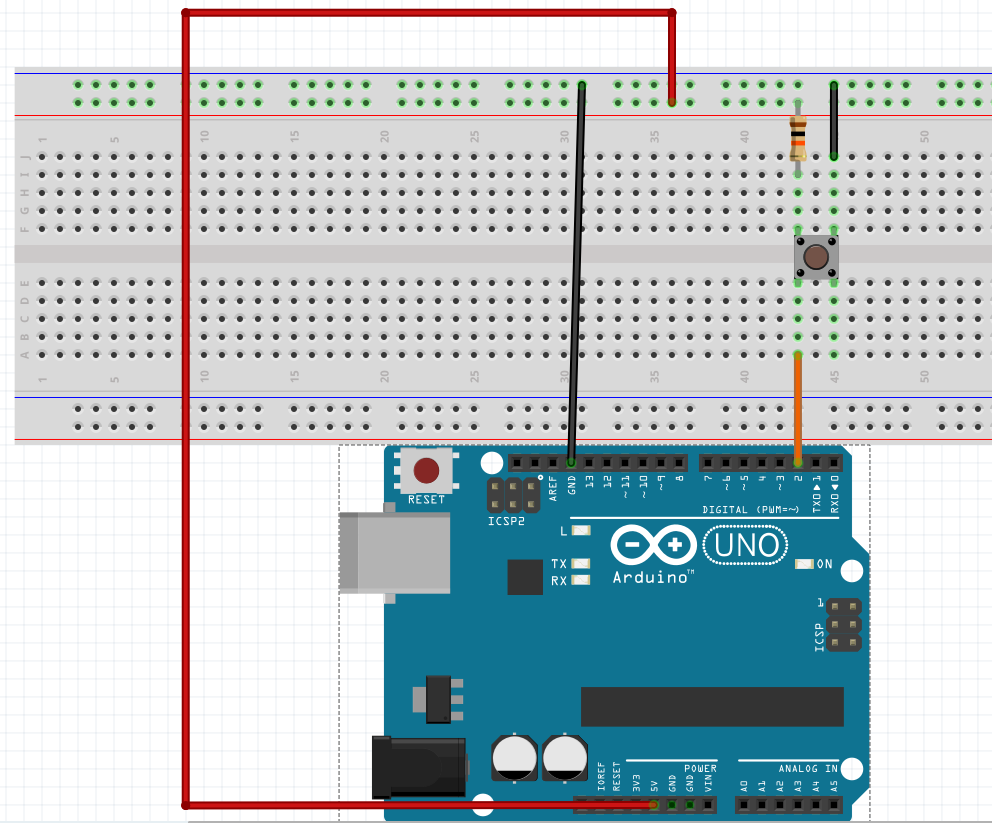 1 5 10 15 20 25 30 35 40 45 50
J
I
H
G
F
E
D
C
B
A
1 5 10 15 20 25 30 35 40 45 50
RESET
AREF GND 13 12 ~11 ~10 ~9 8 7 ~6 ~5 4 ~3 2 TX0▶1 RX0◀0
ICSP2
DIGITAL (PWM=~)
L
TX
RX
UNO
ON
Arduino™
1
ICSP
POWER
ANALOG IN
IOREF RESET 3V3 5V GND GND VIN A0 A1 A2 A3 A4 A5